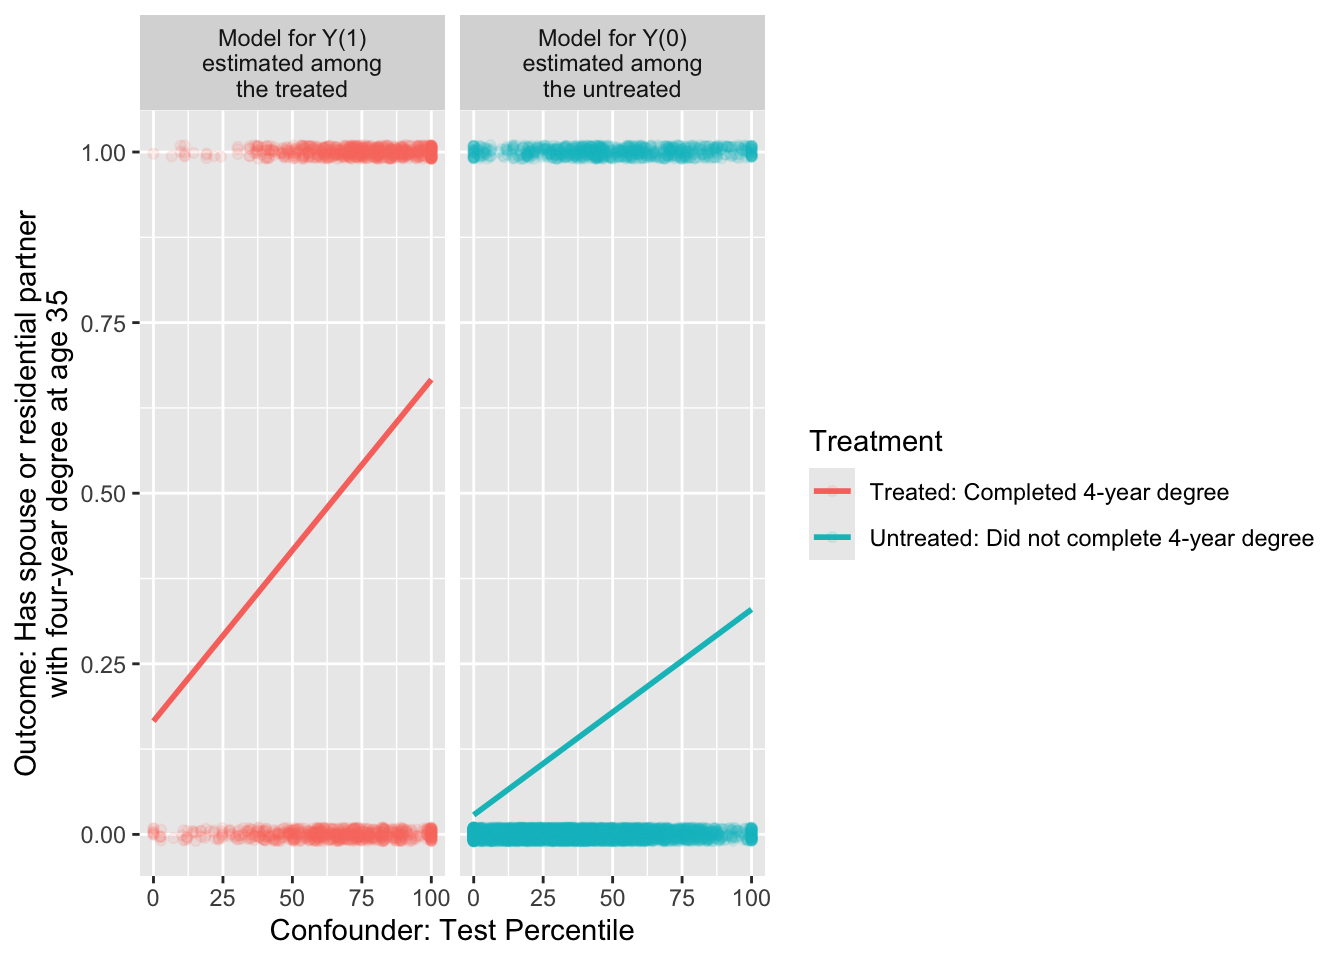 Model for Y(1)
estimated among
the treated
Model for Y(0)
estimated among
the untreated
Outcome: Has spouse or residential partner
with four-year degree at age 35
1.00
0.75
0.50
0.25
0.00
0 25 50 75 100
0 25 50 75 100
Confounder: Test Percentile
Treatment
Treated: Completed 4-year degree
Untreated: Did not complete 4-year degree